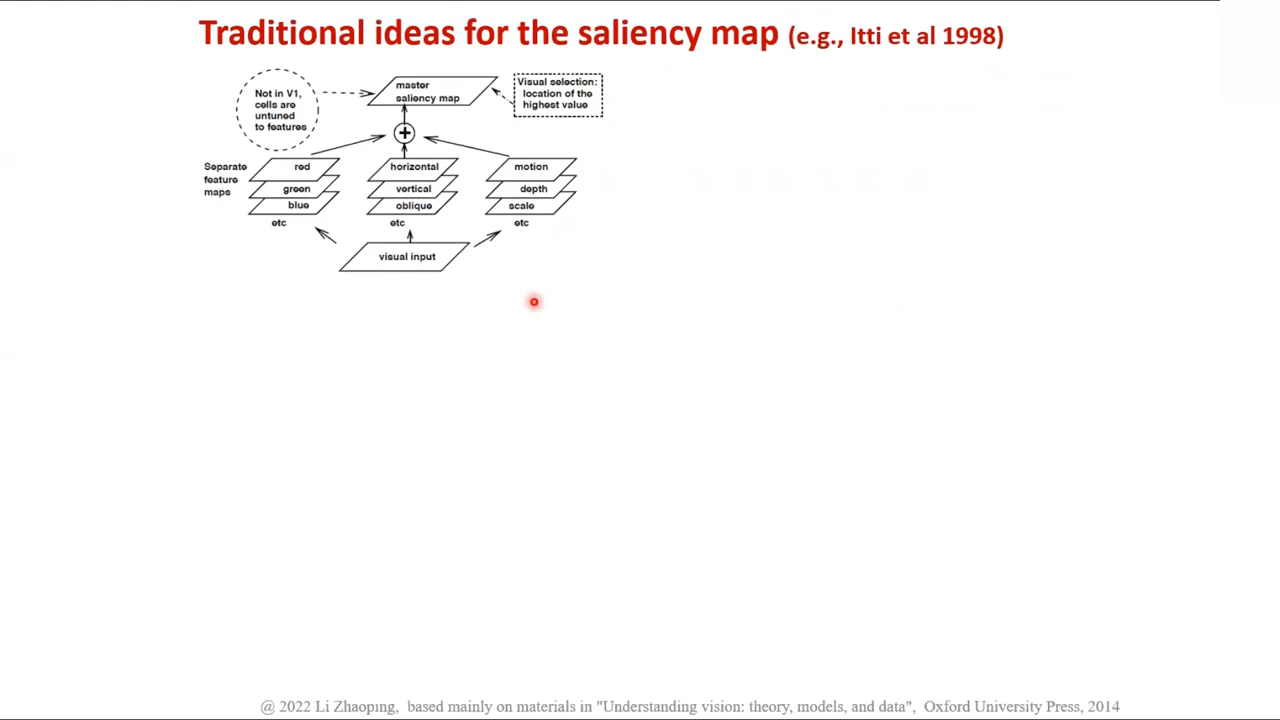 Traditional ideas for the saliency map (e.g., Itti et al 1998)
Not in V1,
cells are
untuned
to features
master
saliency map
Visual selection:
location of the
highest value
+
Separate
feature
maps
red
green
blue
etc
horizontal
vertical
oblique
etc
motion
depth
scale
etc
visual input
@ 2022 Li Zhaoping, based mainly on materials in "Understanding vision: theory, models, and data", Oxford University Press, 2014